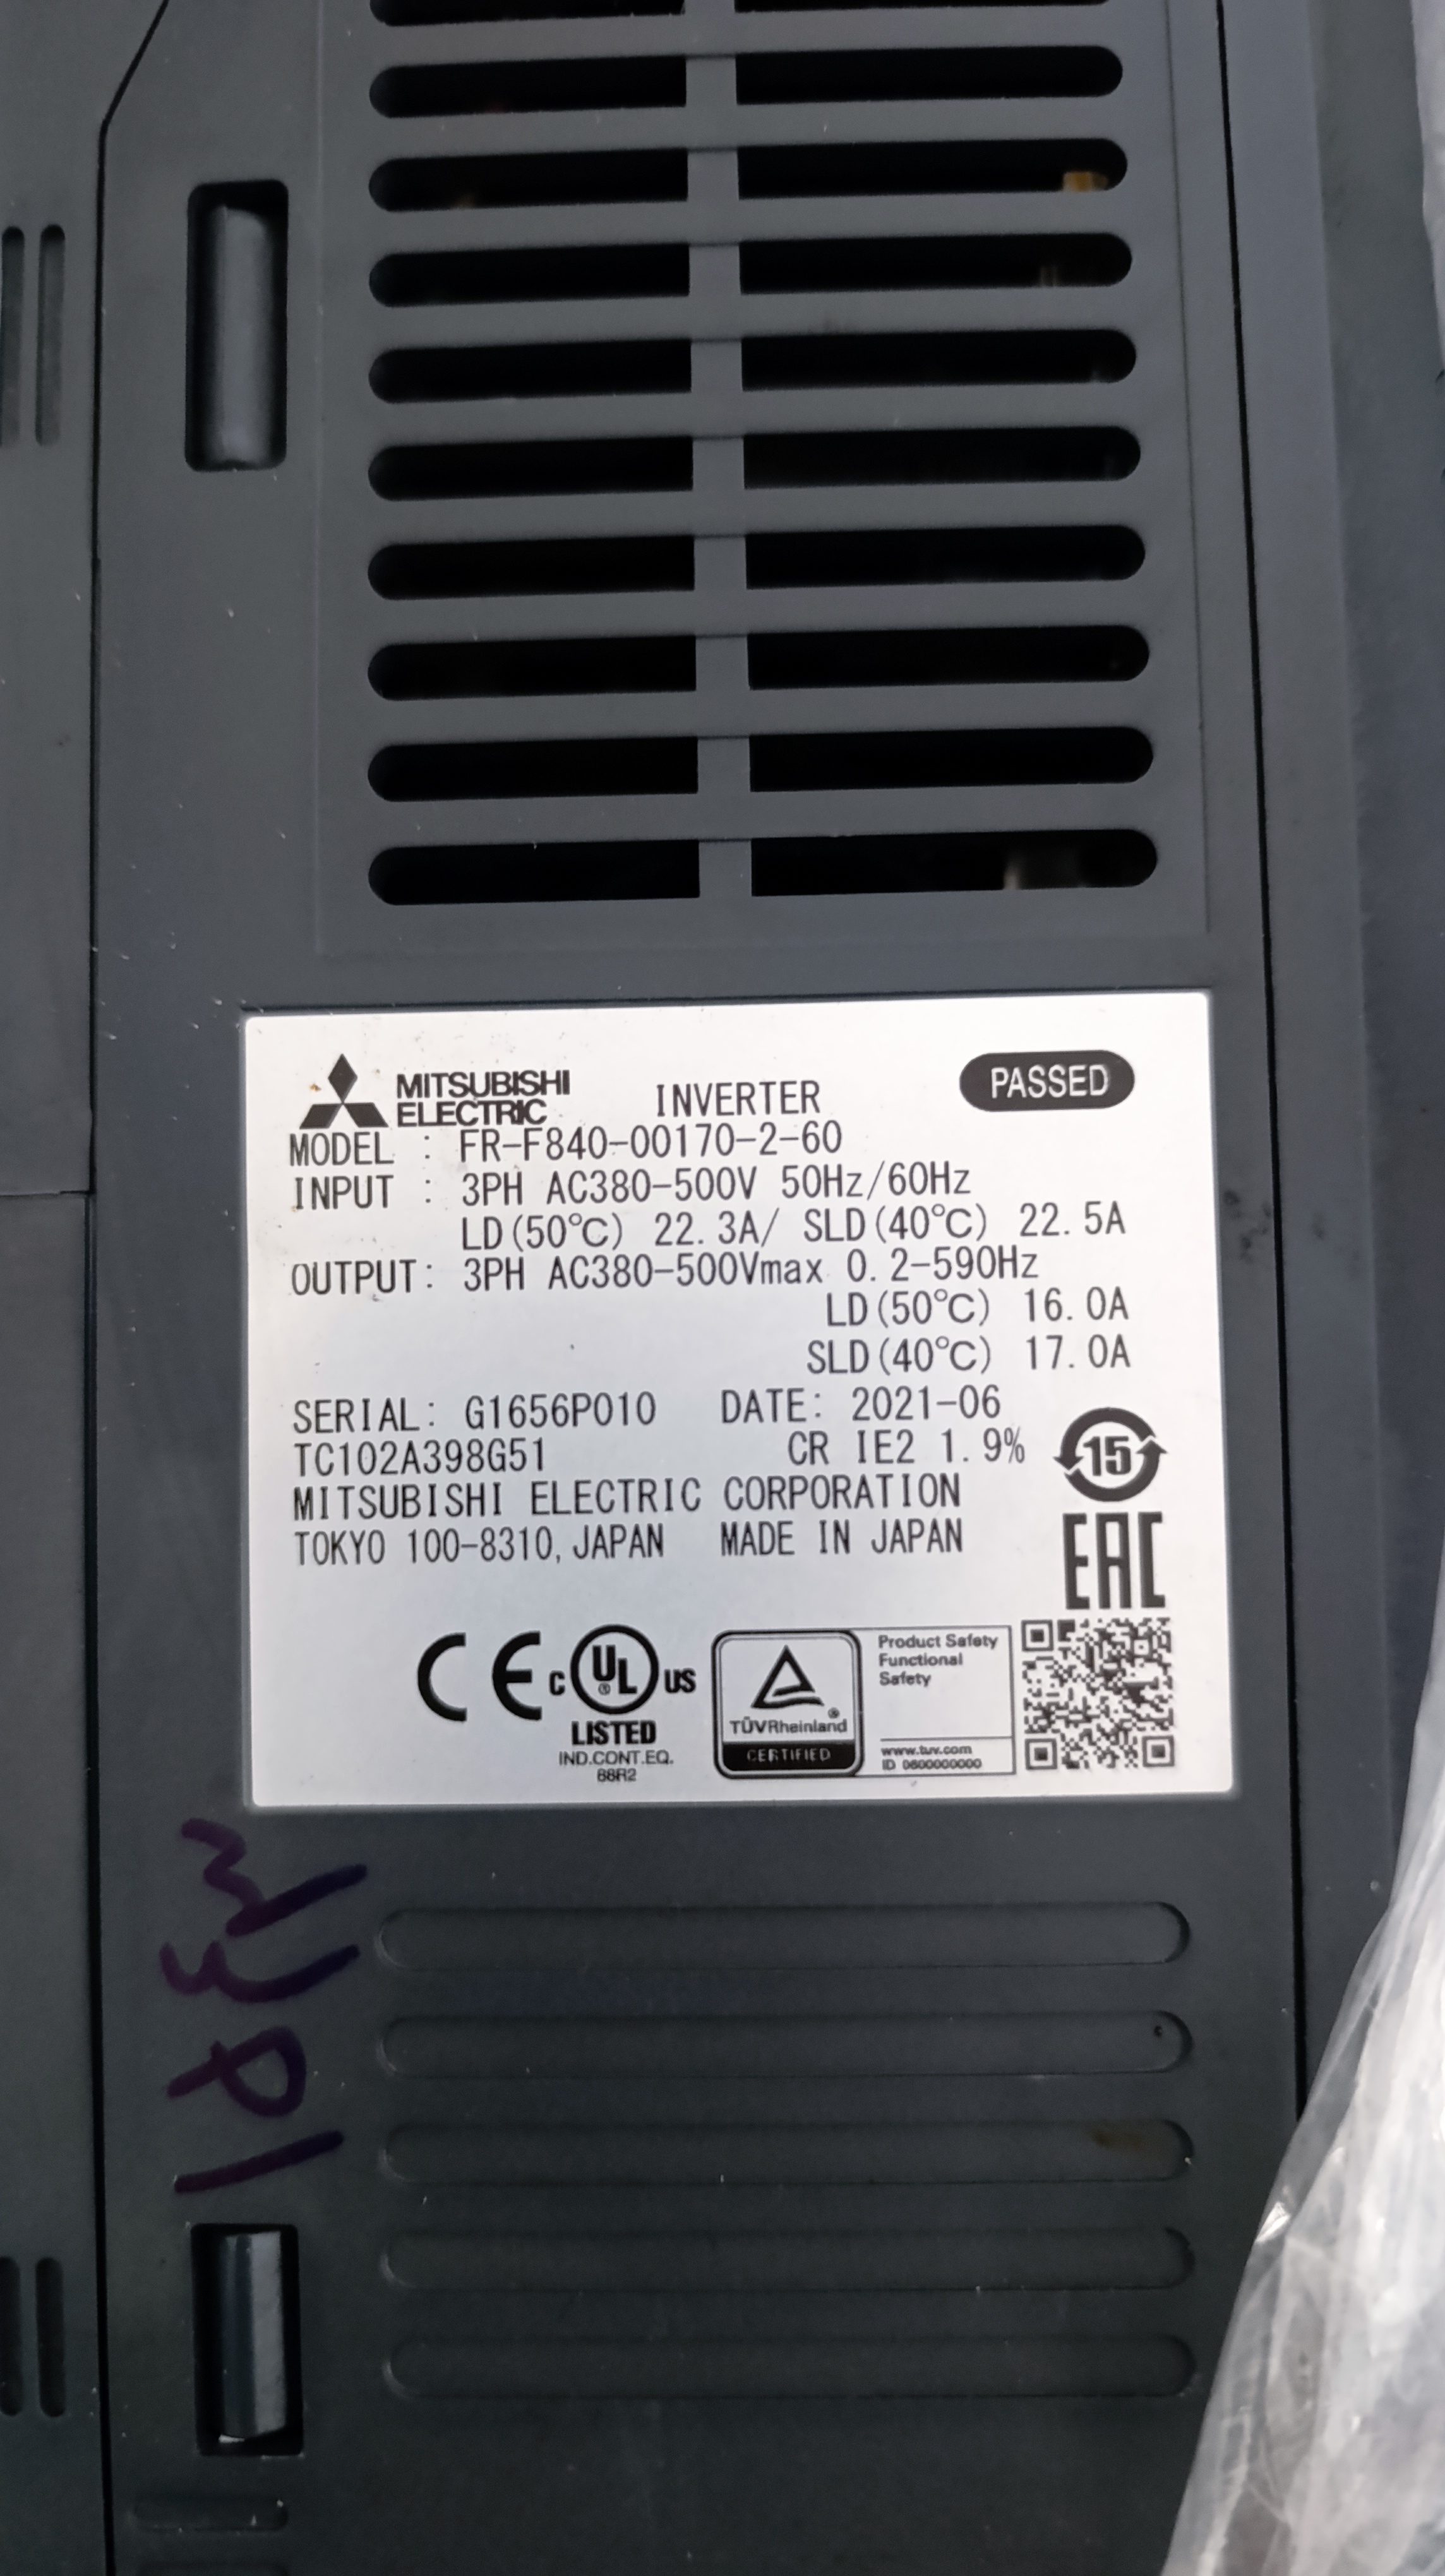 MITSUBISHI
ELECTRIC
INVERTER
PASSED
MODEL : FR-F840-00170-2-60
INPUT : 3PH AC380-500V 50Hz/60Hz
LD(50℃) 22.3A/ SLD(40℃) 22.5A
OUTPUT: 3PH AC380-500Vmax 0.2-590Hz
LD(50℃) 16.0A
SLD(40℃) 17.0A
SERIAL: G1656P010 DATE: 2021-06
TC102A398G51 CR IE2 1.9%
15
MITSUBISHI ELECTRIC CORPORATION
TOKYO 100-8310, JAPAN MADE IN JAPAN
EAC
CE
C UL ® US
LISTED
IND.CONT.EQ.
88R2
TÜVRheinland ®
CERTIFIED
Product Safety
Functional
Safety
www.tuv.com
ID 0600000000